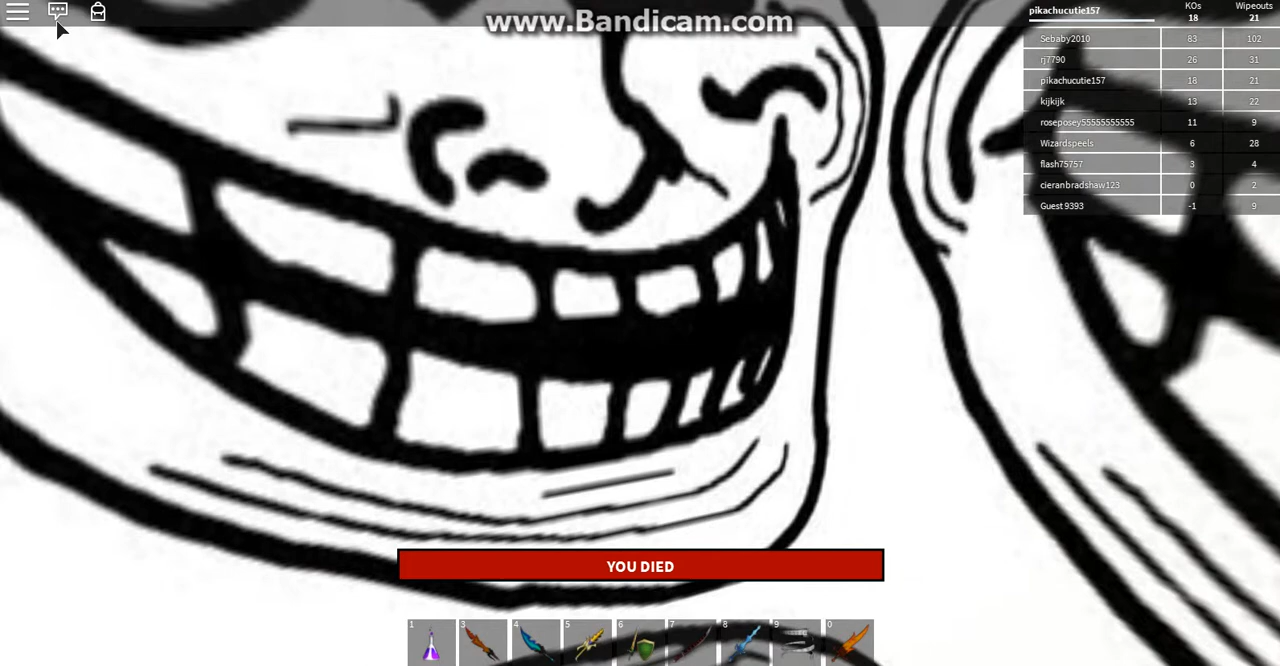 www.Bandicam.com
pikachucutie157 KOs Wipeouts
18 21
Sebaby2010 83 102
rj7790 26 31
pikachucutie157 18 21
kijkijk 13 22
roseposey55555555555 11 9
Wizardspeels 6 28
flash75757 3 4
cieranbradshaw123 0 2
Guest 9393 -1 9
YOU DIED
1 3 4 5 6 7 8 9 0